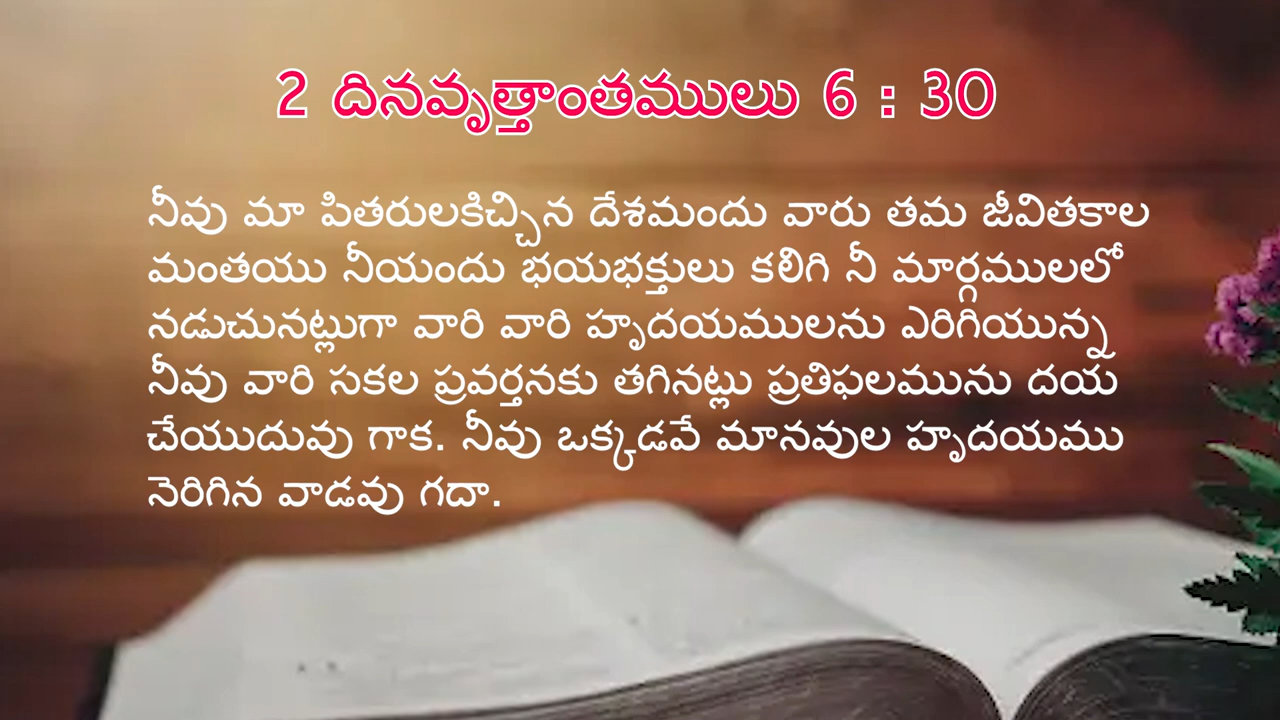 2 దినవృత్తాంతములు 6 : 30
నీవు మా పితరులకిచ్చిన దేశమందు వారు తమ జీవితకాల
మంతయు నీయందు భయభక్తులు కలిగి నీ మార్గములలో
నడుచునట్లుగా వారి వారి హృదయములను ఎరిగియున్న
నీవు వారి సకల ప్రవర్తనకు తగినట్లు ప్రతిఫలమును దయ
చేయుదువు గాక. నీవు ఒక్కడవే మానవుల హృదయము
నెరిగిన వాడవు గదా.